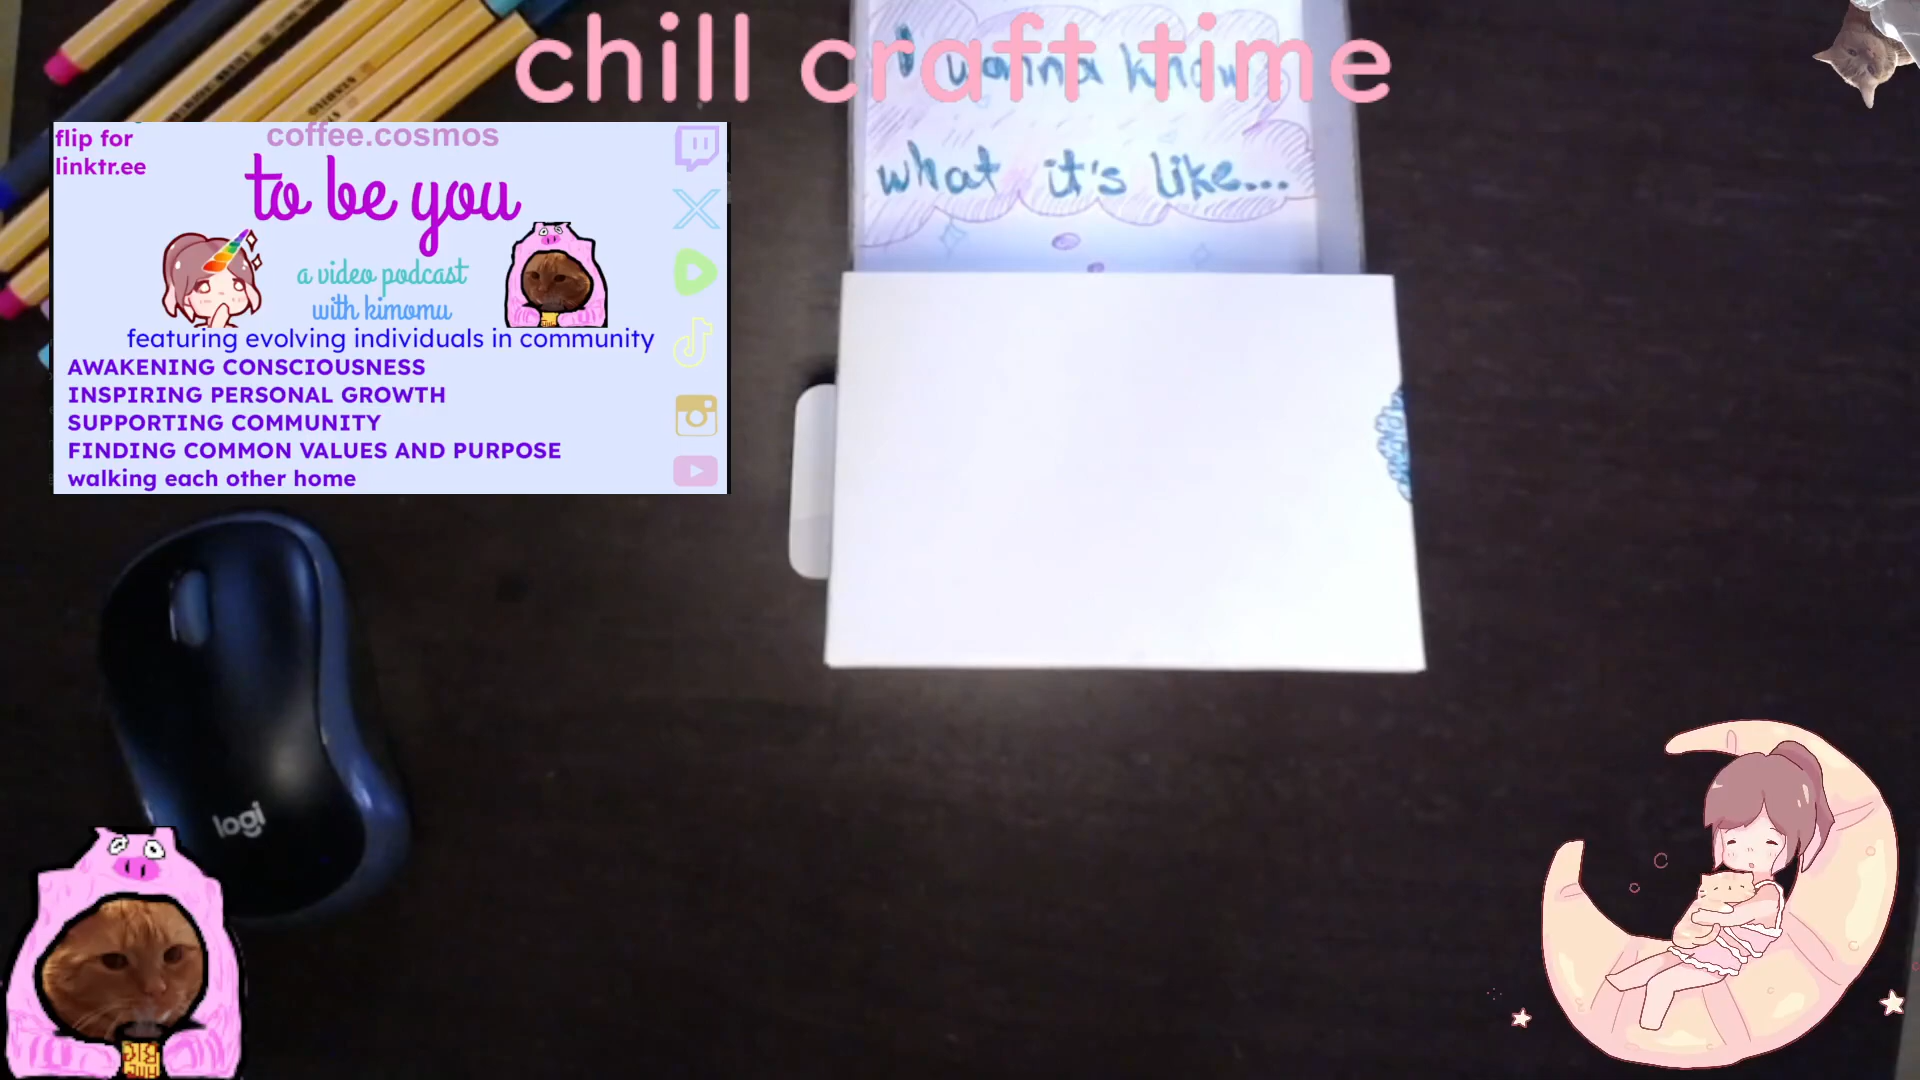 chill craft time
I wanna know
what it's like...
flip for
linktr.ee
coffee.cosmos
to be you
a video podcast
with kimomu
featuring evolving individuals in community
AWAKENING CONSCIOUSNESS
INSPIRING PERSONAL GROWTH
SUPPORTING COMMUNITY
FINDING COMMON VALUES AND PURPOSE
walking each other home
logi